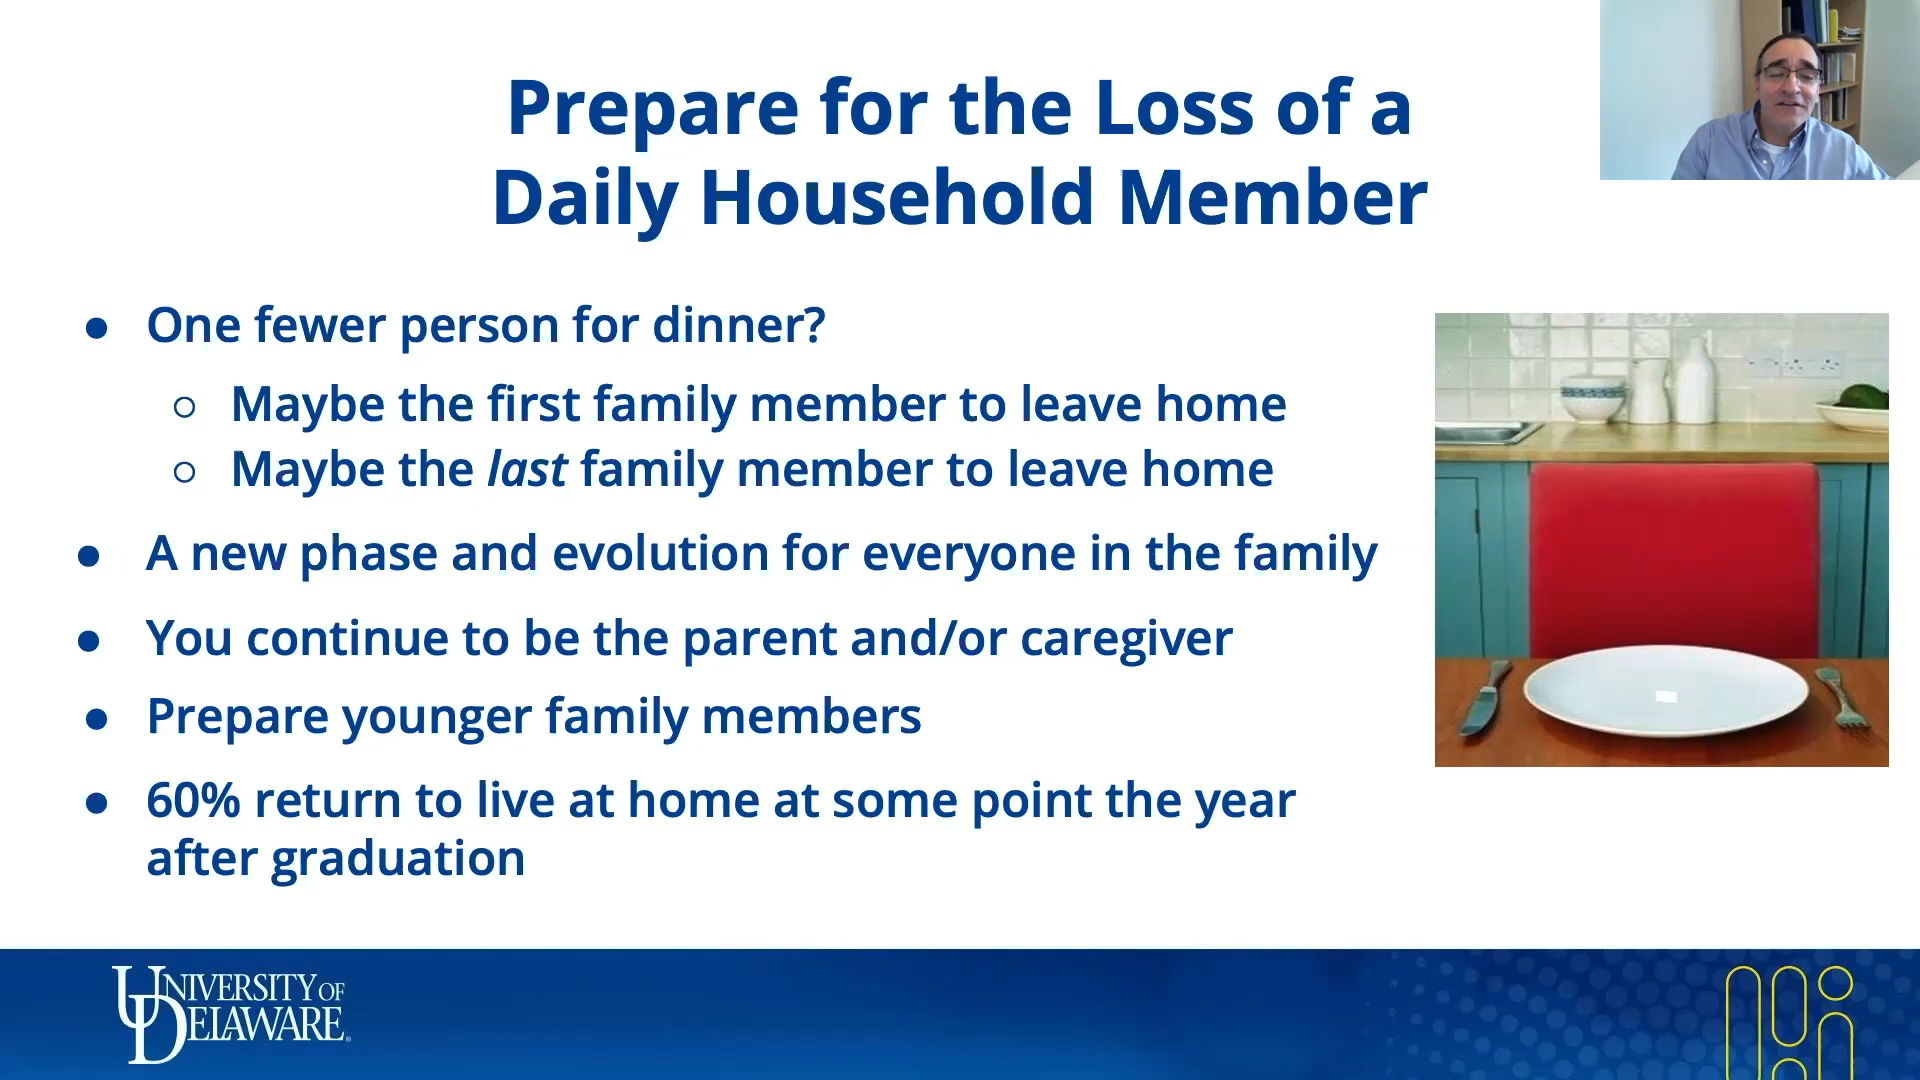 Prepare for the Loss of a
Daily Household Member
● One fewer person for dinner?
○ Maybe the first family member to leave home
○ Maybe the last family member to leave home
● A new phase and evolution for everyone in the family
● You continue to be the parent and/or caregiver
● Prepare younger family members
● 60% return to live at home at some point the year
after graduation
UNIVERSITY OF
DELAWARE®